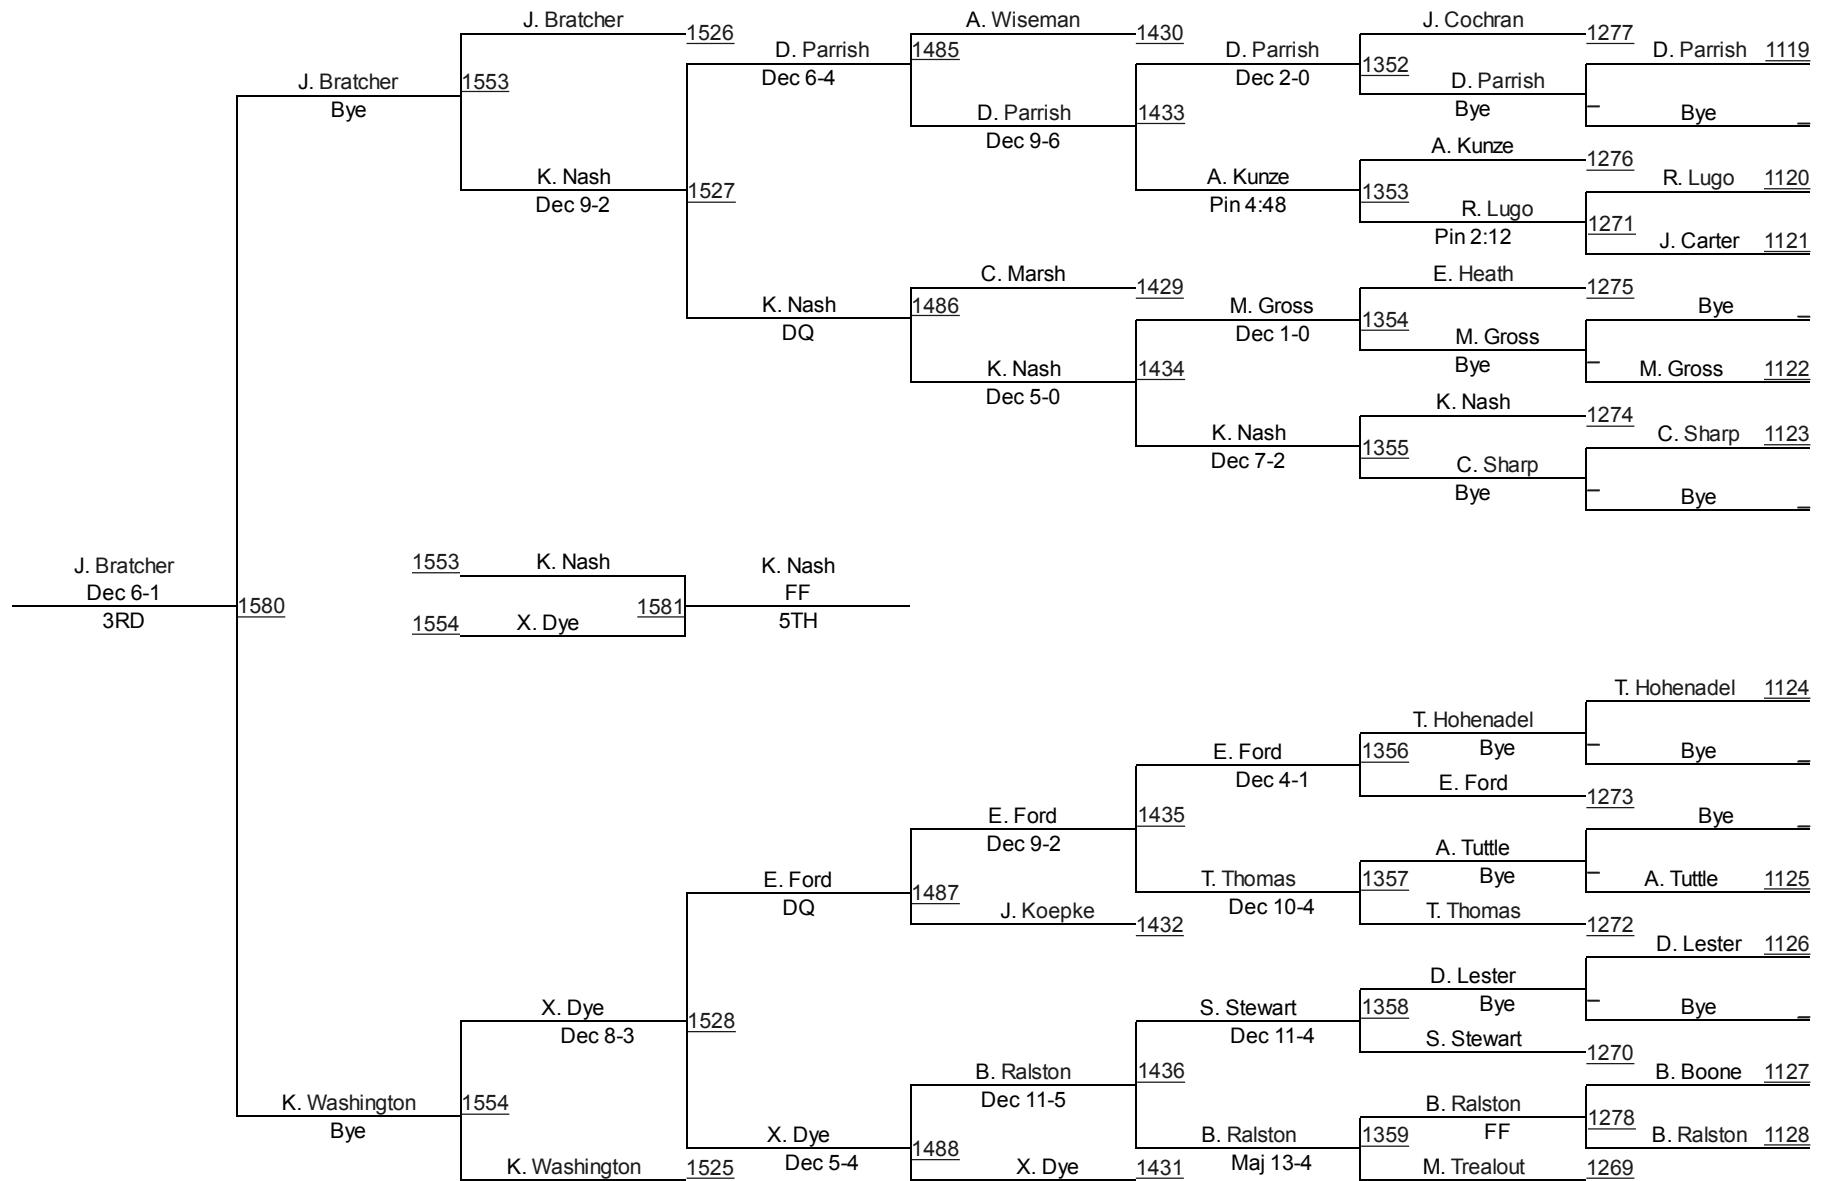 J. Bratcher
1526
A. Wiseman
1430
J. Cochran
1277
D. Parrish
Dec 6-4
1485
D. Parrish
Dec 2-0
1352
D. Parrish 1119
J. Bratcher
Bye
1553
D. Parrish
Bye
D. Parrish
Dec 9-6
1433
Bye
A. Kunze
1276
K. Nash
Dec 9-2
1527
A. Kunze
Pin 4:48
1353
R. Lugo 1120
R. Lugo
Pin 2:12
1271
J. Carter 1121
C. Marsh
1429
E. Heath
1275
K. Nash
DQ
1486
M. Gross
Dec 1-0
1354
Bye
M. Gross
Bye
K. Nash
Dec 5-0
1434
M. Gross 1122
K. Nash
1274
K. Nash
Dec 7-2
1355
C. Sharp 1123
C. Sharp
Bye
Bye
J. Bratcher
Dec 6-1
3RD
1580
1553
K. Nash
1554
X. Dye
1581
K. Nash
FF
5TH
T. Hohenadel 1124
T. Hohenadel
Bye
E. Ford
Dec 4-1
1356
Bye
E. Ford
1273
E. Ford
Dec 9-2
1435
Bye
A. Tuttle
Bye
E. Ford
DQ
1487
T. Thomas
Dec 10-4
1357
A. Tuttle 1125
J. Koepke
1432
T. Thomas
1272
D. Lester 1126
D. Lester
Bye
X. Dye
Dec 8-3
1528
S. Stewart
Dec 11-4
1358
Bye
S. Stewart
1270
B. Ralston
Dec 11-5
1436
B. Boone 1127
K. Washington
Bye
1554
B. Ralston
FF
1278
X. Dye
Dec 5-4
1488
B. Ralston
Maj 13-4
1359
B. Ralston 1128
K. Washington
1525
X. Dye
1431
M. Trealout
1269